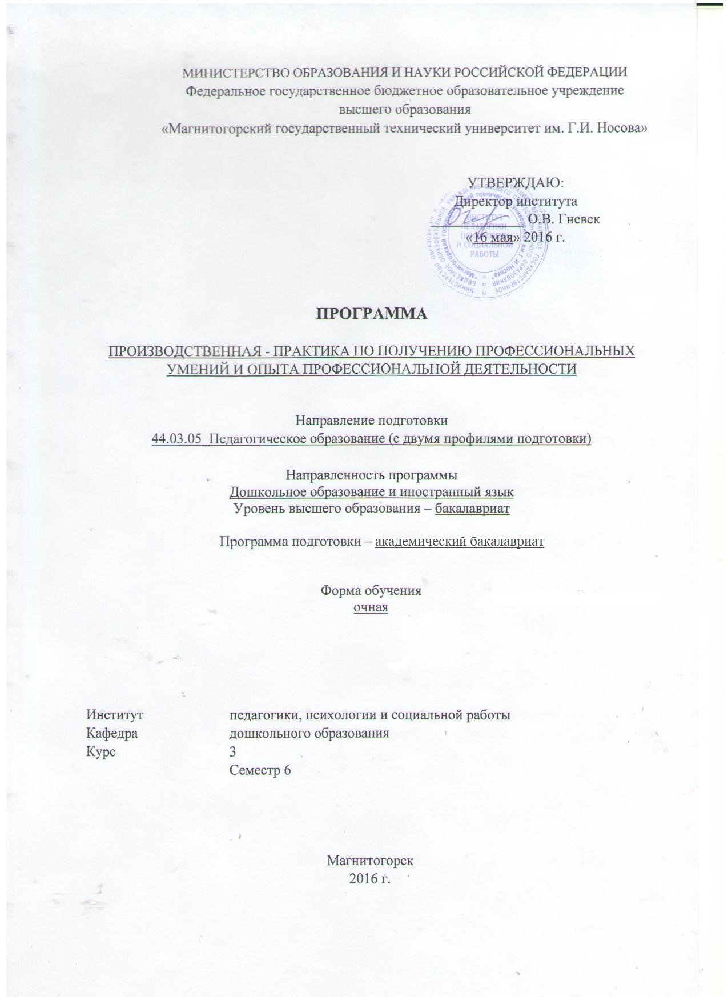 МИНИСТЕРСТВО ОБРАЗОВАНИЯ И НАУКИ РОССИЙСКОЙ ФЕДЕРАЦИИ
Федеральное государственное бюджетное образовательное учреждение
высшего образования
«Магнитогорский государственный технический университет им. Г.И. Носова»
УТВЕРЖДАЮ:
Директор института
О.В. Гневек
«16 мая» 2016 г.
ИНСТИТУТ
ПЕДАГОГИКИ,
ПСИХОЛОГИИ
И СОЦИАЛЬНОЙ
РАБОТЫ
ПРОГРАММА
ПРОИЗВОДСТВЕННАЯ - ПРАКТИКА ПО ПОЛУЧЕНИЮ ПРОФЕССИОНАЛЬНЫХ
УМЕНИЙ И ОПЫТА ПРОФЕССИОНАЛЬНОЙ ДЕЯТЕЛЬНОСТИ
Направление подготовки
44.03.05_Педагогическое образование (с двумя профилями подготовки)
Направленность программы
Дошкольное образование и иностранный язык
Уровень высшего образования – бакалавриат
Программа подготовки – академический бакалавриат
Форма обучения
очная
Институт педагогики, психологии и социальной работы
Кафедра дошкольного образования
Курс 3
Семестр 6
Магнитогорск
2016 г.